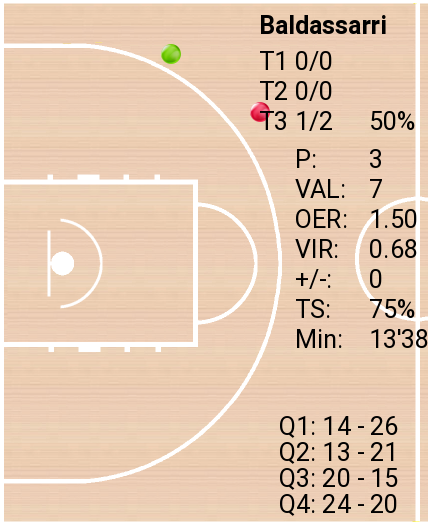 Baldassarri
T1 0/0
T2 0/0
T3 1/2 50%
P: 3
VAL: 7
OER: 1.50
VIR: 0.68
+/-: 0
TS: 75%
Min: 13'38
Q1: 14 - 26
Q2: 13 - 21
Q3: 20 - 15
Q4: 24 - 20